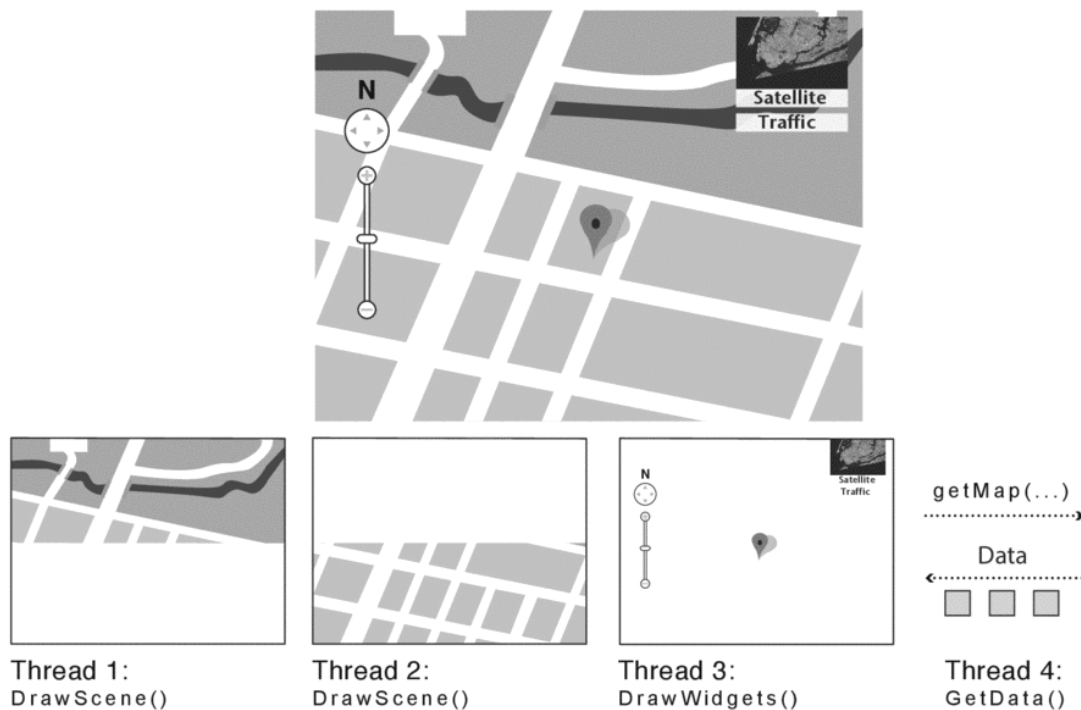 N
Satellite
Traffic
N
Satellite
Traffic
getMap(...)
Data
Thread 1:
DrawScene()
Thread 2:
DrawScene()
Thread 3:
DrawWidgets()
Thread 4:
GetData()